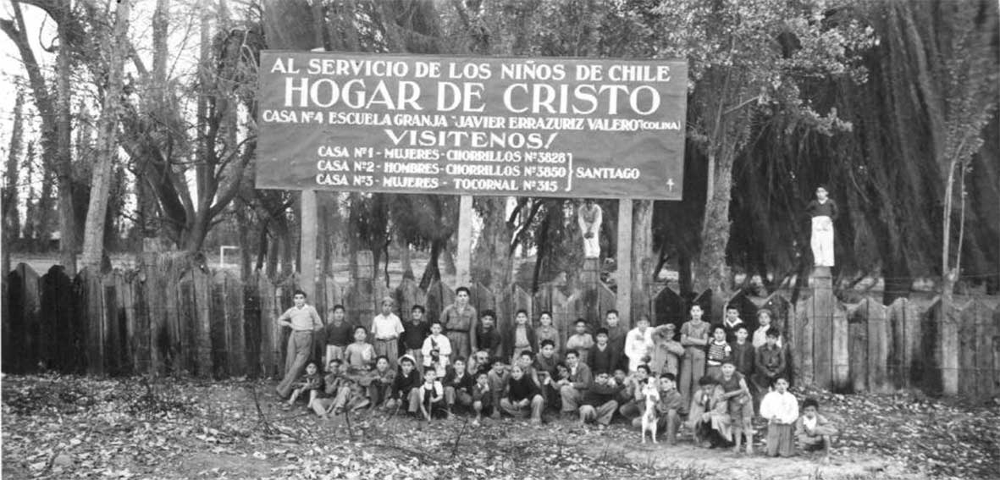 AL SERVICIO DE LOS NIÑOS DE CHILE
HOGAR DE CRISTO
CASA Nº4 ESCUELA GRANJA "JAVIER ERRAZURIZ VALERO" (COLINA)
VISITENOS!
CASA Nº1 - MUJERES - CHORRILLOS Nº3828
CASA Nº2 - HOMBRES - CHORRILLOS Nº3850 } SANTIAGO
CASA Nº3 - MUJERES - TOCORNAL Nº315